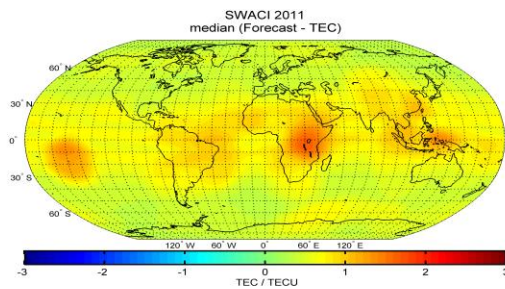 SWACI 2011
median (Forecast - TEC)
60° N
30° N
0°
30° S
60° S
120° W 60° W 0° 60° E 120° E
-3 -2 -1 0 1 2 3
TEC / TECU